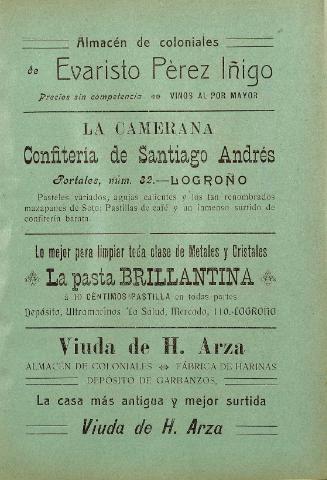 Almacén de coloniales
de Evaristo Pèrez Iñigo
Precios sin competencia VINOS AL POR MAYOR
LA CAMERANA
Confitería de Santiago Andrés
Portales, núm. 32.—LOGROÑO
Pasteles variados, agujas calientes y los tan renombrados
mazapanes de Soto; Pastillas de café y un inmenso surtido de
confitería barata.
Lo mejor para limpier toda clase de Metales y Cristales
La pasta BRILLANTINA
á 10 CÉNTIMOS PASTILLA en todas partes
Depósito, Ultramarinos La Salud, Mercado, 110.-LOGROÑO
Viuda de H. Arza
ALMACÉN DE COLONIALES FÁBRICA DE HARINAS
DEPÓSITO DE GARBANZOS,
La casa más antigua y mejor surtida
Viuda de H. Arza